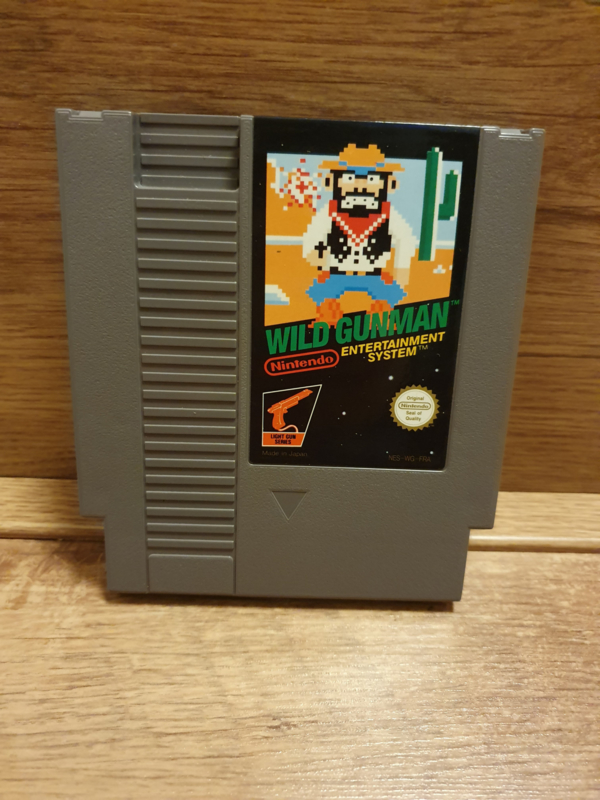 WILD GUNMAN™
Nintendo
ENTERTAINMENT
SYSTEM™
Original
Nintendo
Seal of
Quality
LIGHT GUN
SERIES
Made in Japan
NES-WG-FRA